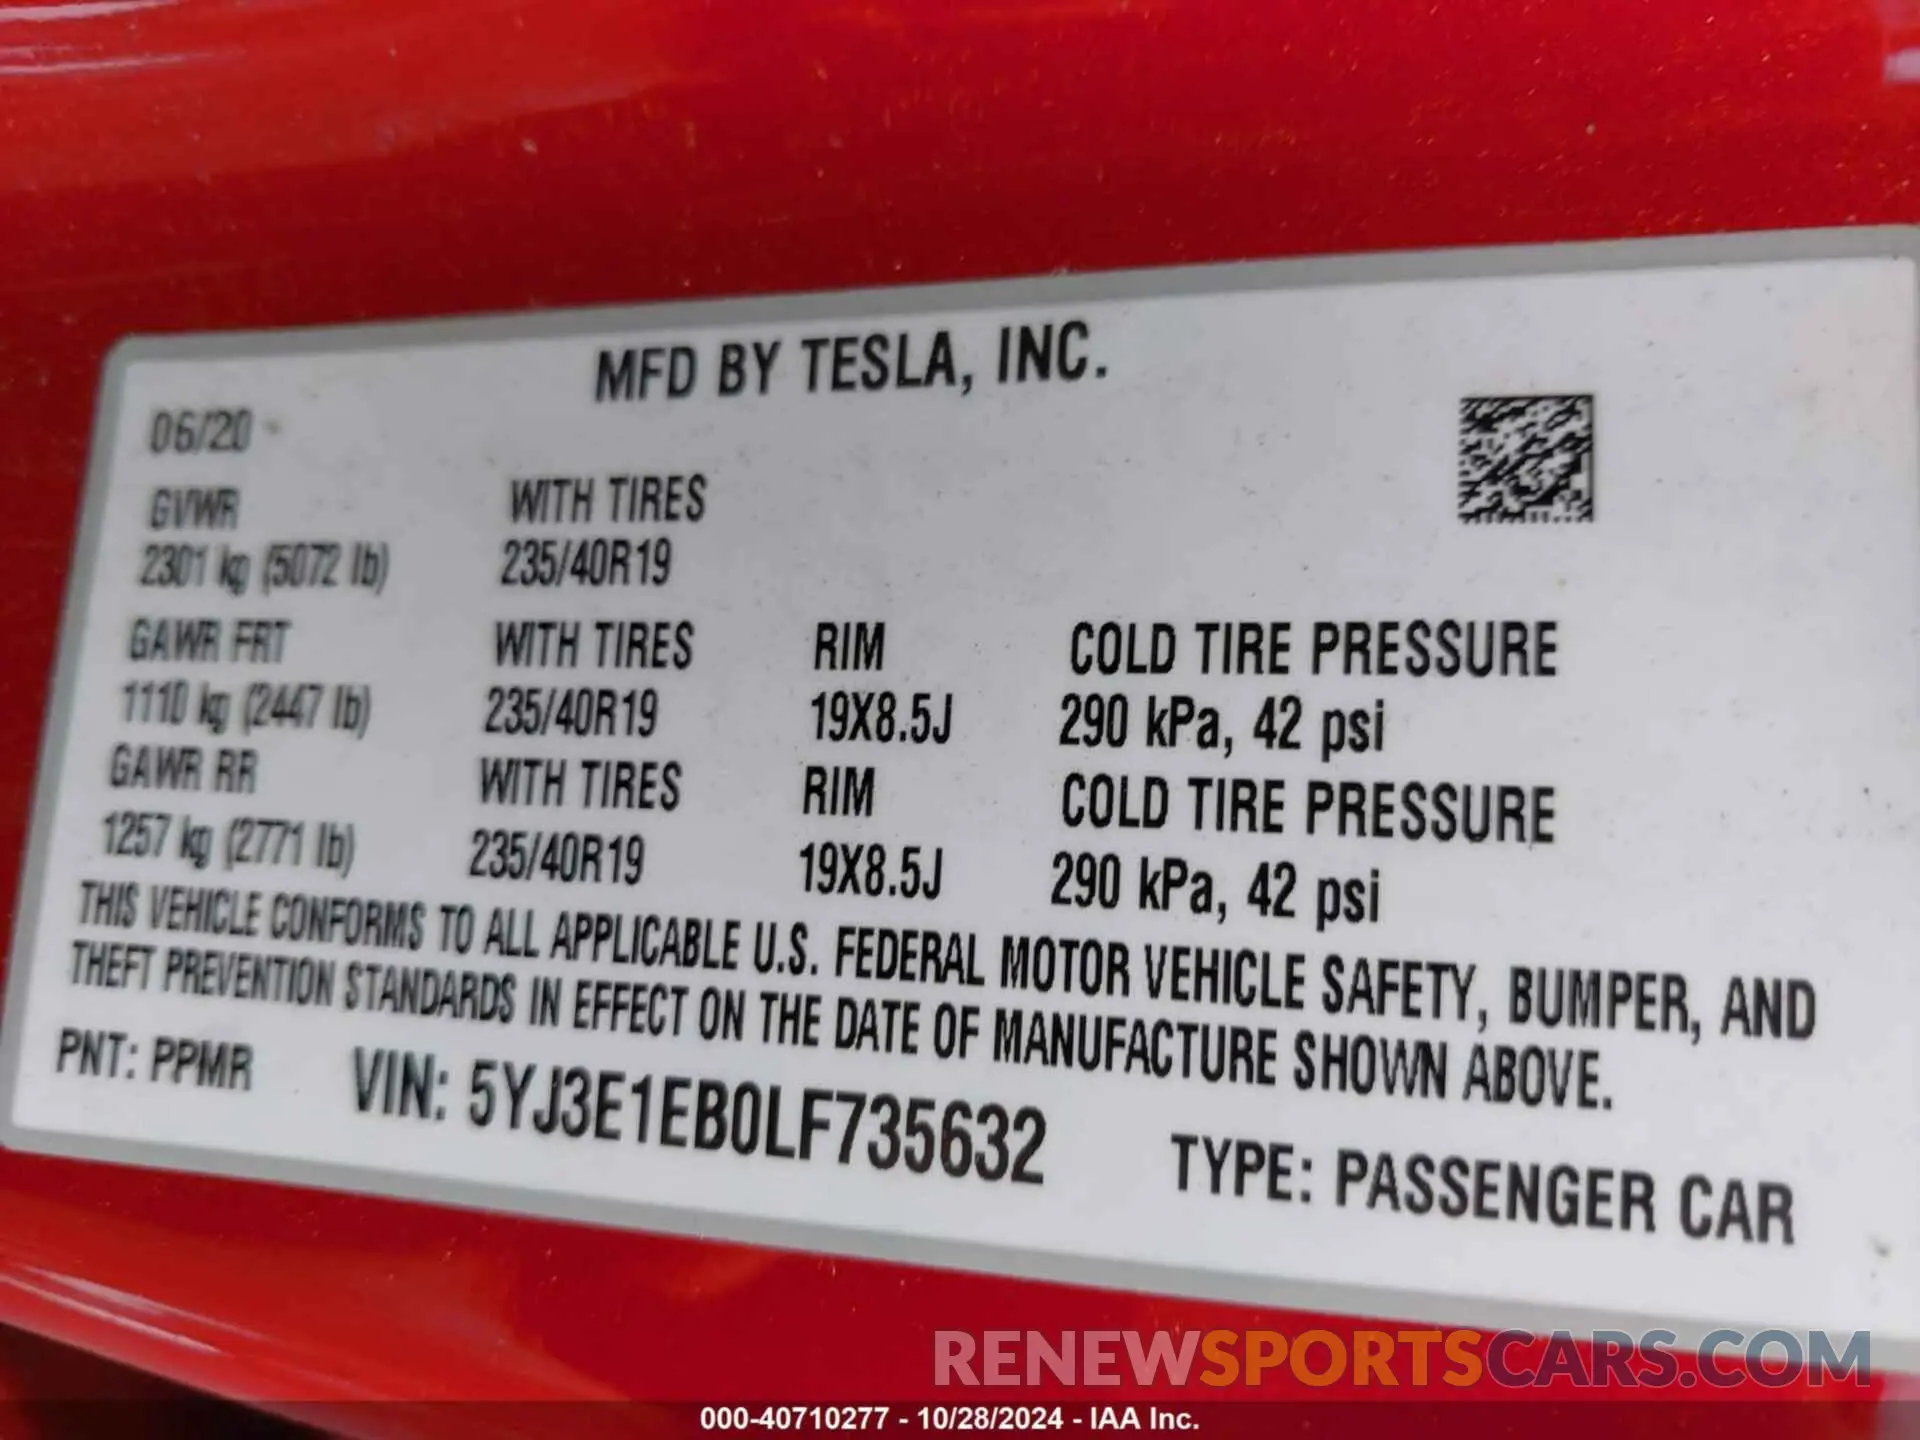 MFD BY TESLA, INC.
06/20
GVWR WITH TIRES
2301 kg (5072 lb) 235/40R19
GAWR FRT WITH TIRES RIM COLD TIRE PRESSURE
1110 kg (2447 lb) 235/40R19 19X8.5J 290 kPa, 42 psi
GAWR RR WITH TIRES RIM COLD TIRE PRESSURE
1257 kg (2771 lb) 235/40R19 19X8.5J 290 kPa, 42 psi
THIS VEHICLE CONFORMS TO ALL APPLICABLE U.S. FEDERAL MOTOR VEHICLE SAFETY, BUMPER, AND
THEFT PREVENTION STANDARDS IN EFFECT ON THE DATE OF MANUFACTURE SHOWN ABOVE.
PNT: PPMR VIN: 5YJ3E1EB0LF735632 TYPE: PASSENGER CAR
RENEWSPORTSCARS.COM
000-40710277 - 10/28/2024 - IAA Inc.